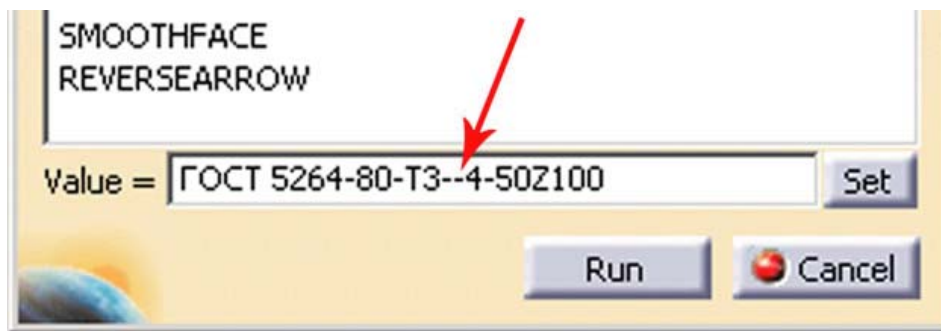 SMOOTHFACE
REVERSEARROW
Value = ГОСТ 5264-80-Т3--4-50Z100 Set
Run Cancel